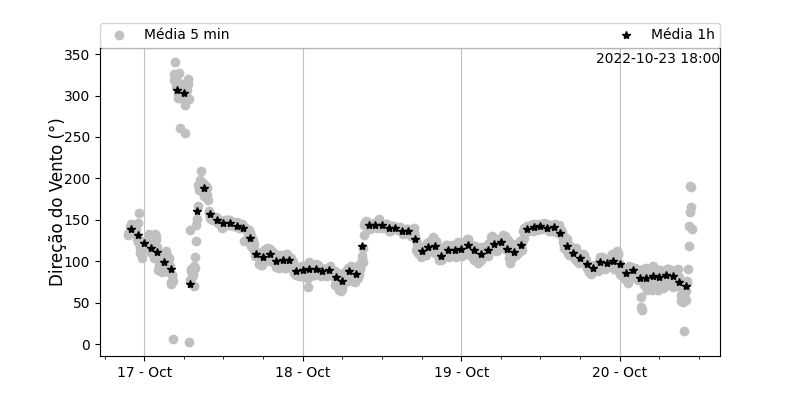 Média 5 min
Média 1h
2022-10-23 18:00
Direção do Vento (°)
350
300
250
200
150
100
50
0
17 - Oct
18 - Oct
19 - Oct
20 - Oct